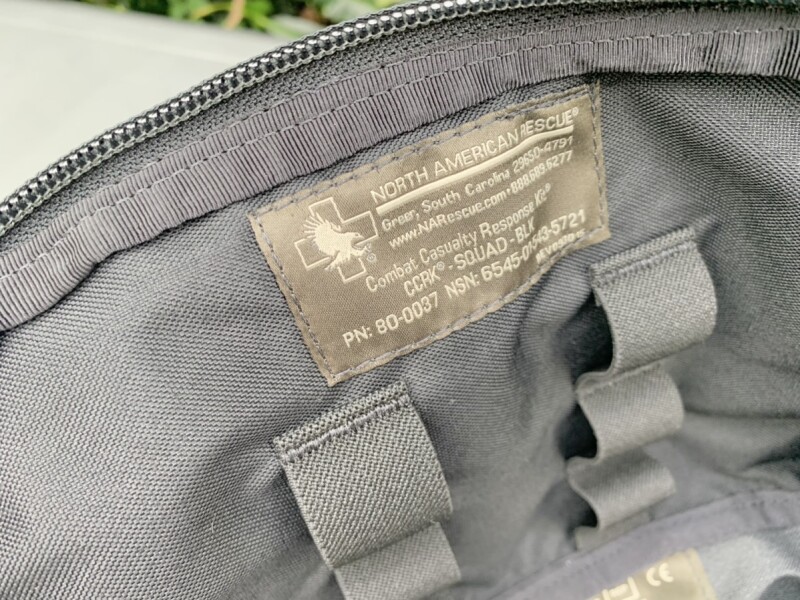 NORTH AMERICAN RESCUE®
Greer, South Carolina 29650-4791
www.NARescue.com • 888.689.6277
Combat Casualty Response Kit®
CCRK® - SQUAD - BLK
PN: 80-0037 NSN: 6545-01-543-5721
®
CE